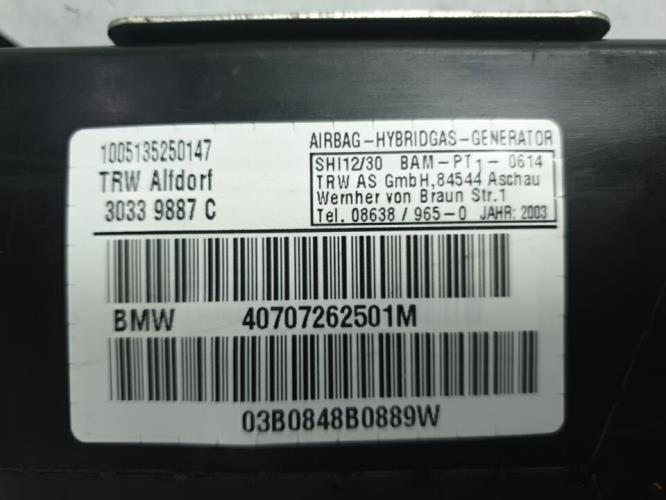 1005135250147
TRW Alfdorf
3033 9887 C
AIRBAG-HYBRIDGAS-GENERATOR
SHI12/30 BAM-PT1-0614
TRW AS GmbH,84544 Aschau
Wernher von Braun Str.1
Tel. 08638/965-0 JAHR: 2003
BMW 40707262501M
03B0848B0889W